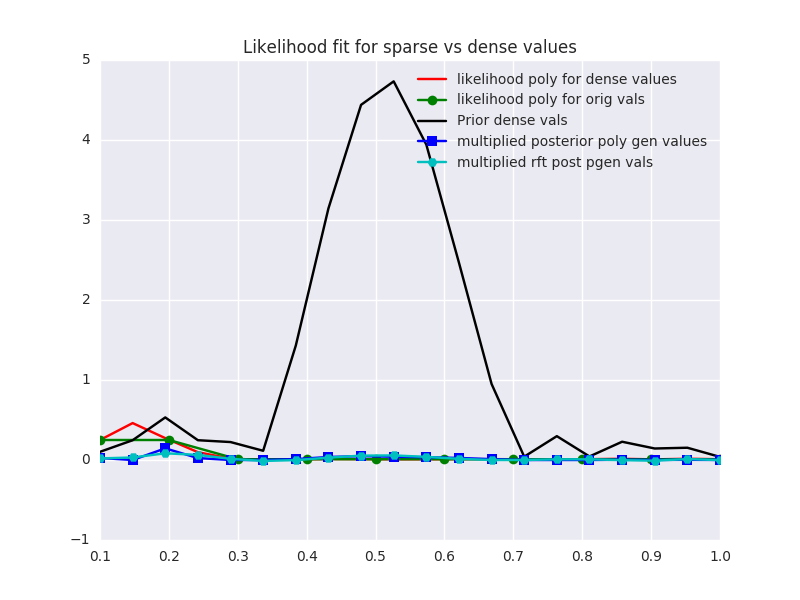 Likelihood fit for sparse vs dense values
likelihood poly for dense values
likelihood poly for orig vals
Prior dense vals
multiplied posterior poly gen values
multiplied rft post pgen vals
5
4
3
2
1
0
−1
0.1 0.2 0.3 0.4 0.5 0.6 0.7 0.8 0.9 1.0